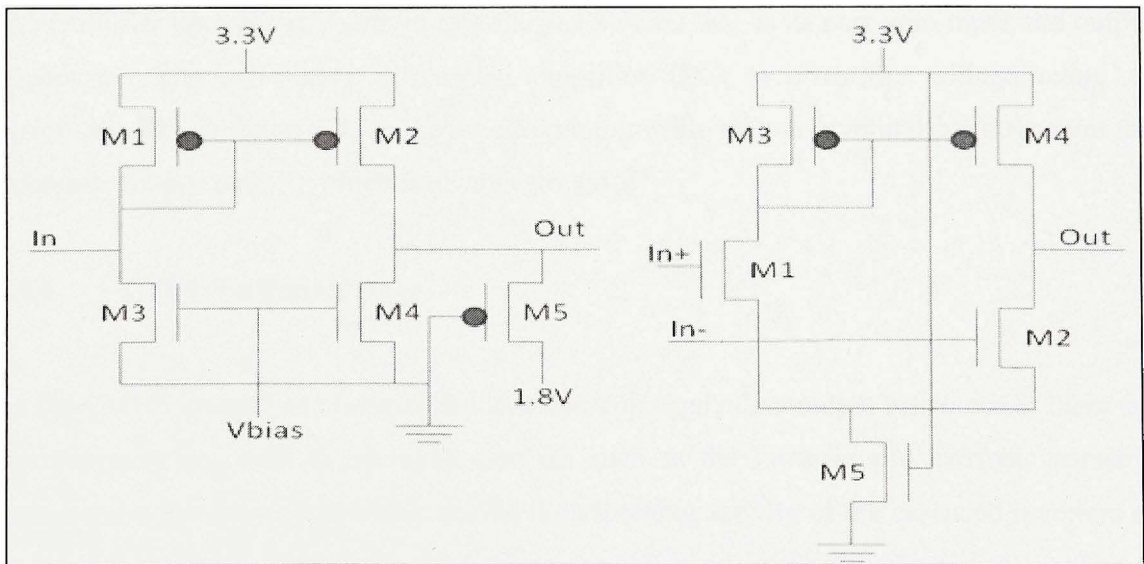 3.3V
M1
M2
In
Out
M3
M4
M5
1.8V
Vbias
3.3V
M3
M4
In+
M1
Out
In-
M2
M5